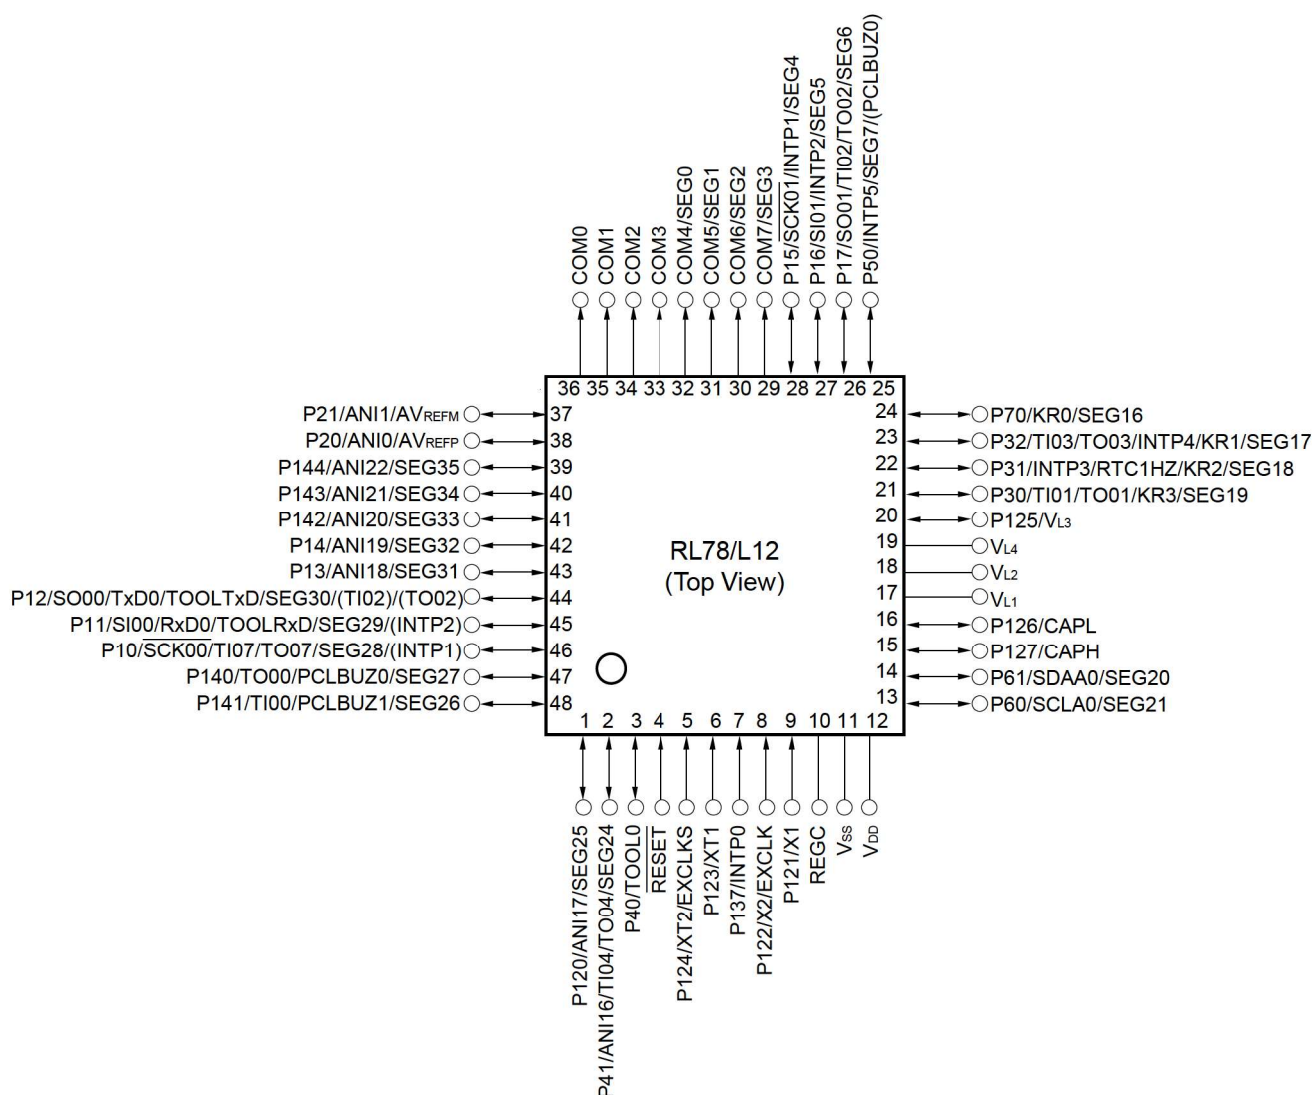 COM0
COM1
COM2
COM3
COM4/SEG0
COM5/SEG1
COM6/SEG2
COM7/SEG3
P15/SCK01/INTP1/SEG4
P16/SI01/INTP2/SEG5
P17/SO01/TI02/TO02/SEG6
P50/INTP5/SEG7/(PCLBUZ0)
36 35 34 33 32 31 30 29 28 27 26 25
P21/ANI1/AVREFM 37
P20/ANI0/AVREFP 38
P144/ANI22/SEG35 39
P143/ANI21/SEG34 40
P142/ANI20/SEG33 41
P14/ANI19/SEG32 42
P13/ANI18/SEG31 43
P12/SO00/TxD0/TOOLTxD/SEG30/(TI02)/(TO02) 44
P11/SI00/RxD0/TOOLRxD/SEG29/(INTP2) 45
P10/SCK00/TI07/TO07/SEG28/(INTP1) 46
P140/TO00/PCLBUZ0/SEG27 47
P141/TI00/PCLBUZ1/SEG26 48
RL78/L12
(Top View)
24 P70/KR0/SEG16
23 P32/TI03/TO03/INTP4/KR1/SEG17
22 P31/INTP3/RTC1HZ/KR2/SEG18
21 P30/TI01/TO01/KR3/SEG19
20 P125/VL3
19 VL4
18 VL2
17 VL1
16 P126/CAPL
15 P127/CAPH
14 P61/SDAA0/SEG20
13 P60/SCLA0/SEG21
1 2 3 4 5 6 7 8 9 10 11 12
P120/ANI17/SEG25
P41/ANI16/TI04/TO04/SEG24
P40/TOOL0
RESET
P124/XT2/EXCLKS
P123/XT1
P137/INTP0
P122/X2/EXCLK
P121/X1
REGC
VSS
VDD